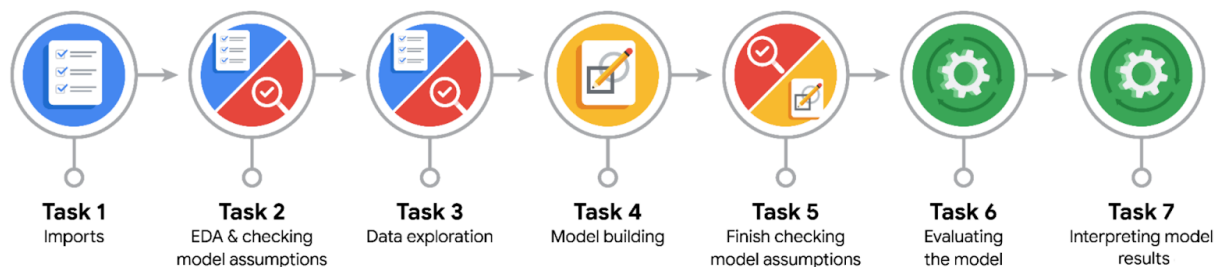 Task 1
Imports
Task 2
EDA & checking
model assumptions
Task 3
Data exploration
Task 4
Model building
Task 5
Finish checking
model assumptions
Task 6
Evaluating
the model
Task 7
Interpreting model
results